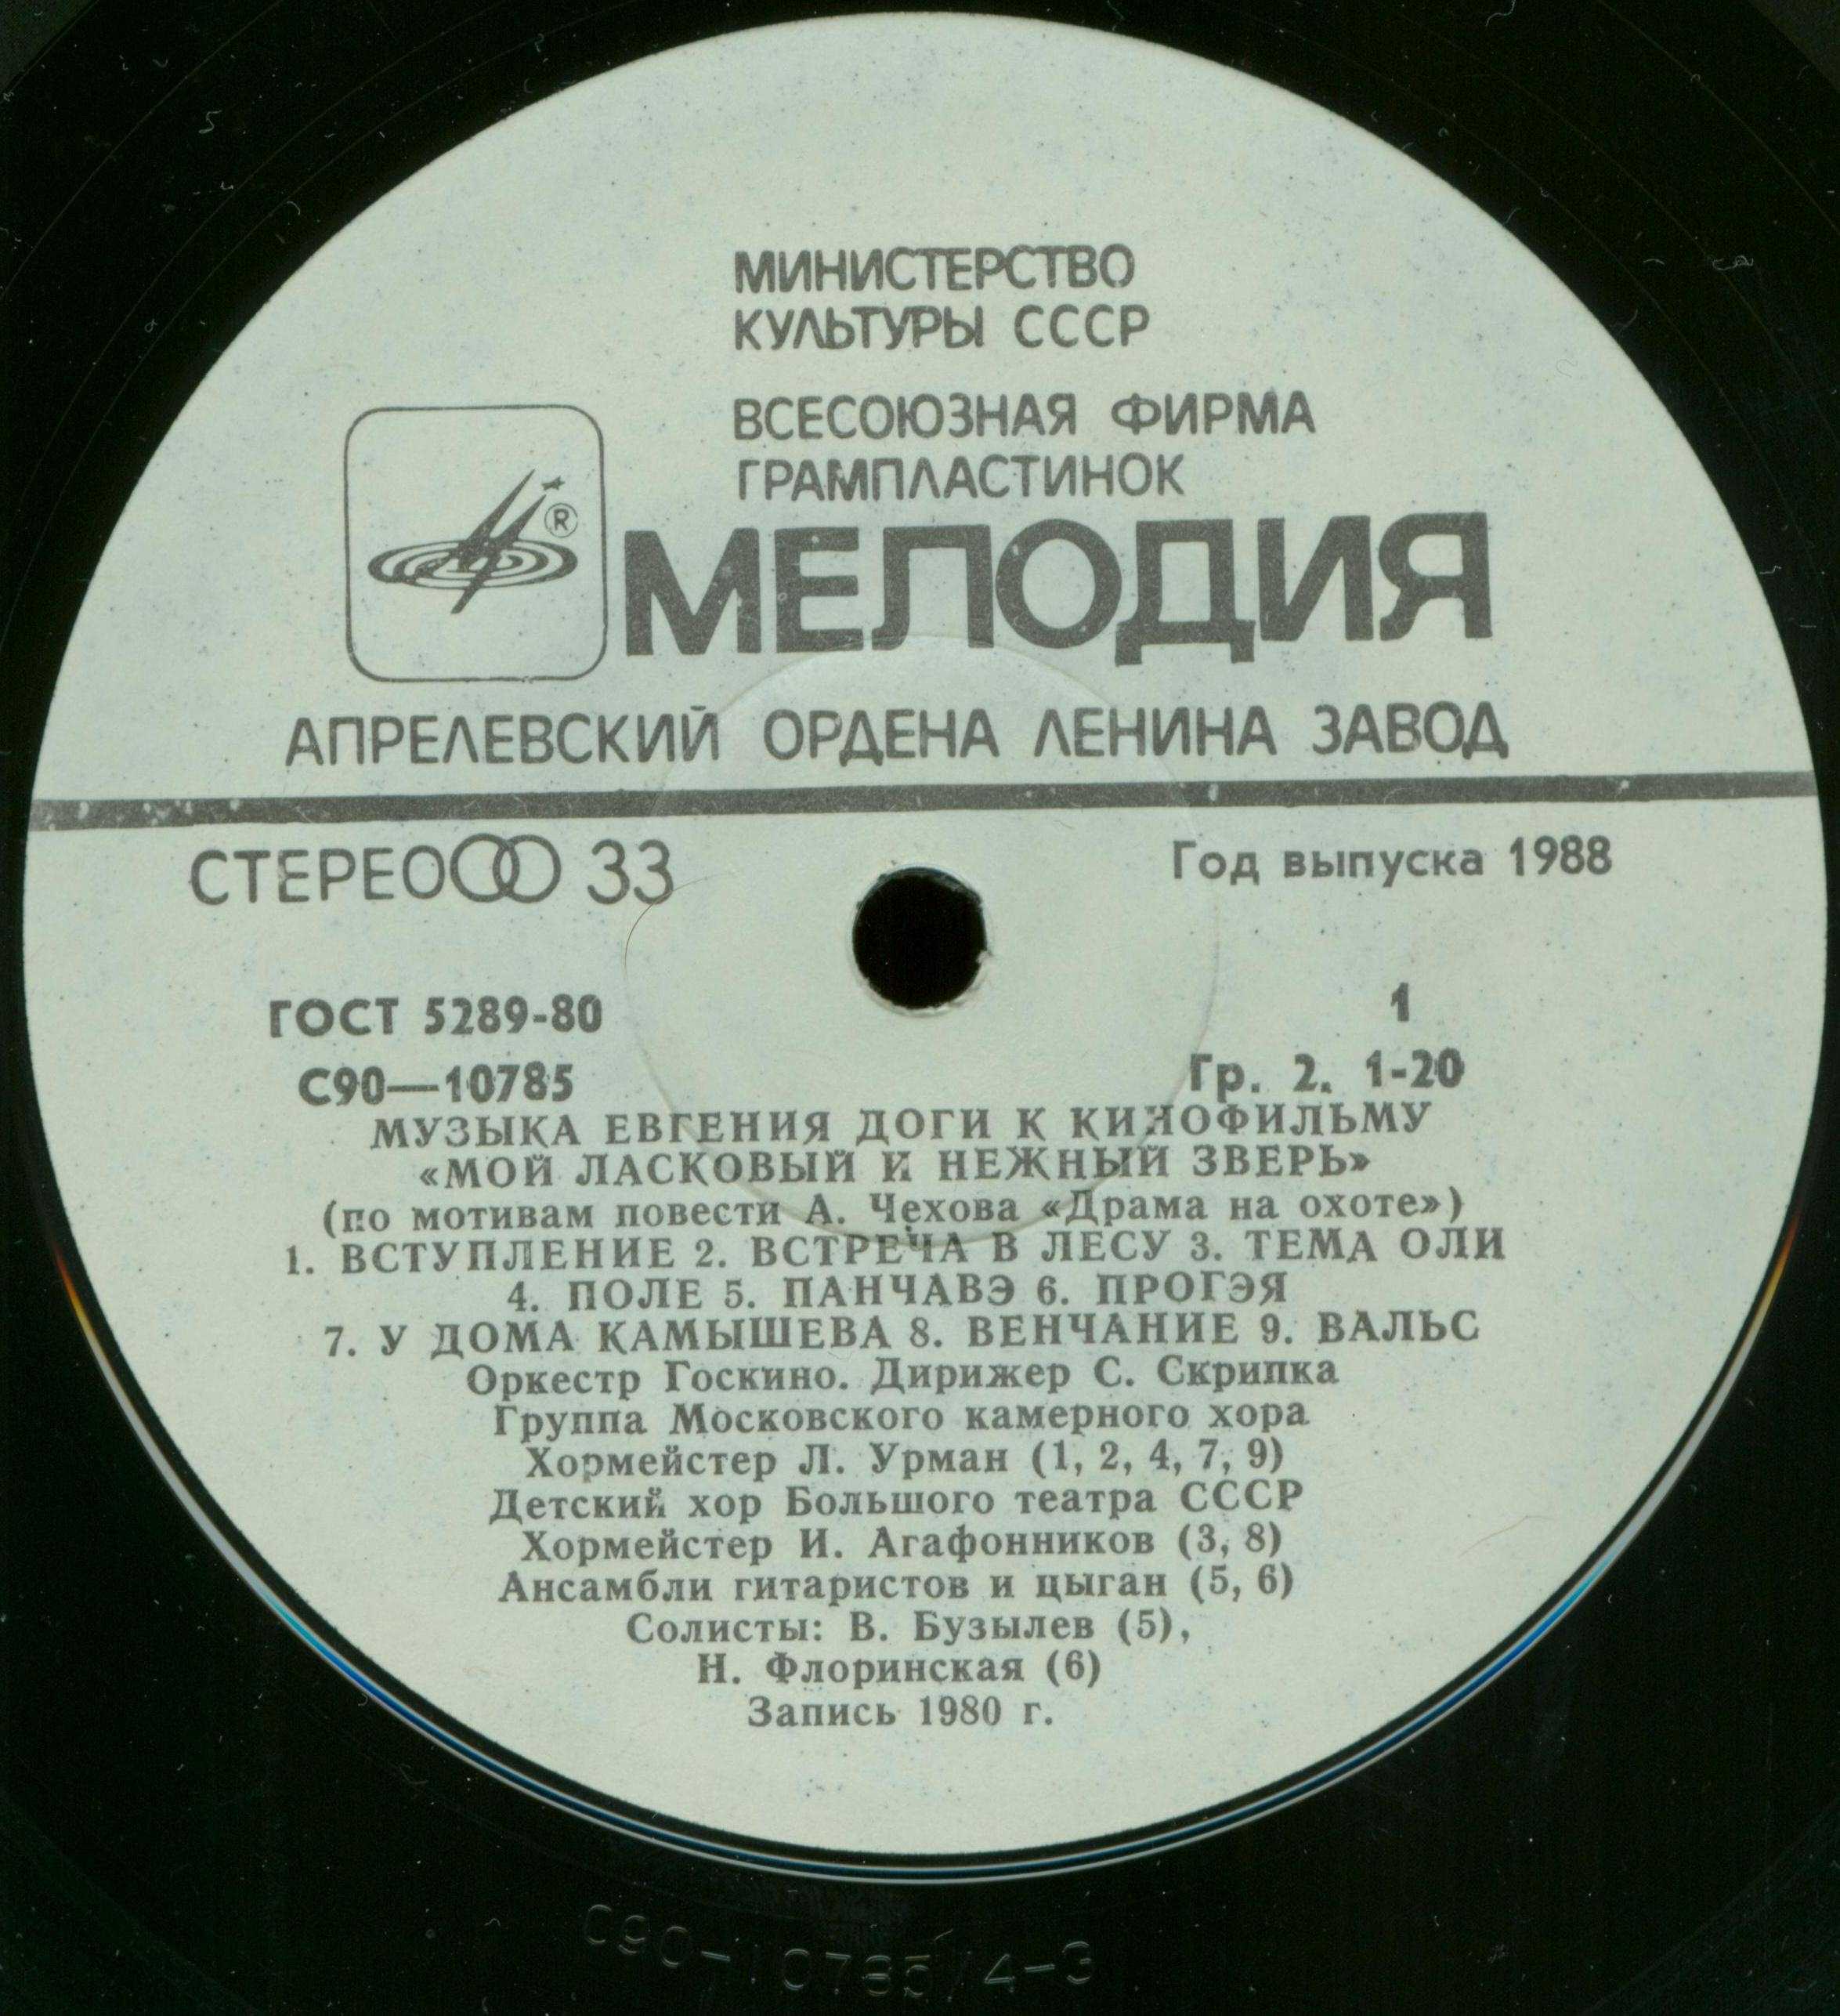 МИНИСТЕРСТВО
КУЛЬТУРЫ СССР
ВСЕСОЮЗНАЯ ФИРМА
ГРАМПЛАСТИНОК
®
МЕЛОДИЯ
АПРЕЛЕВСКИЙ ОРДЕНА ЛЕНИНА ЗАВОД
СТЕРЕО 33
Год выпуска 1988
ГОСТ 5289-80
1
С90—10785
Гр. 2. 1-20
МУЗЫКА ЕВГЕНИЯ ДОГИ К КИНОФИЛЬМУ
«МОЙ ЛАСКОВЫЙ И НЕЖНЫЙ ЗВЕРЬ»
(по мотивам повести А. Чехова «Драма на охоте»)
1. ВСТУПЛЕНИЕ 2. ВСТРЕЧА В ЛЕСУ 3. ТЕМА ОЛИ
4. ПОЛЕ 5. ПАНЧАВЭ 6. ПРОГЭЯ
7. У ДОМА КАМЫШЕВА 8. ВЕНЧАНИЕ 9. ВАЛЬС
Оркестр Госкино. Дирижер С. Скрипка
Группа Московского камерного хора
Хормейстер Л. Урман (1, 2, 4, 7, 9)
Детский хор Большого театра СССР
Хормейстер И. Агафонников (3, 8)
Ансамбли гитаристов и цыган (5, 6)
Солисты: В. Бузылев (5),
Н. Флоринская (6)
Запись 1980 г.
С90-10785/4-3